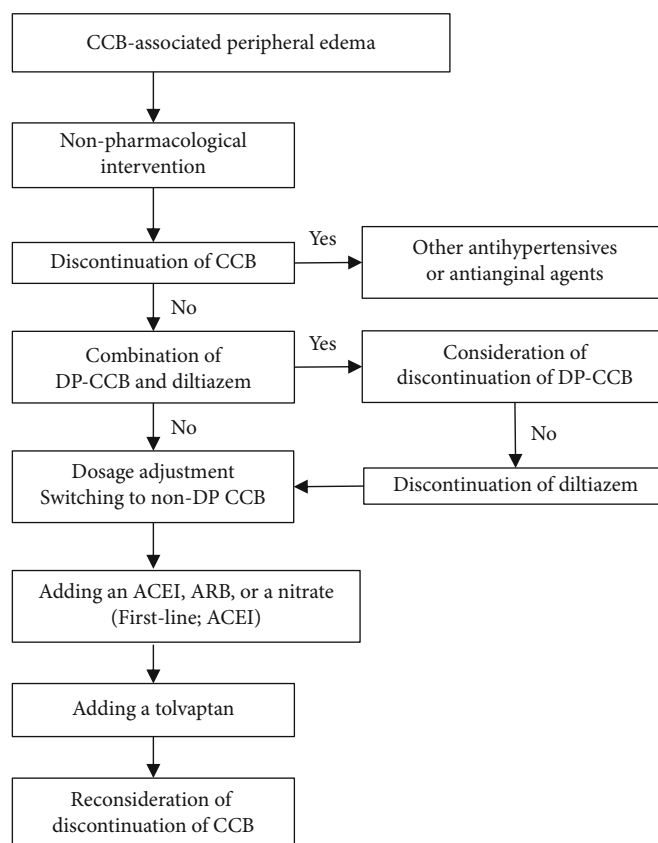 CCB-associated peripheral edema
Non-pharmacological
intervention
Discontinuation of CCB
Yes
Other antihypertensives
or antianginal agents
No
Combination of
DP-CCB and diltiazem
Yes
Consideration of
discontinuation of DP-CCB
No
No
Dosage adjustment
Switching to non-DP CCB
Discontinuation of diltiazem
Adding an ACEI, ARB, or a nitrate
(First-line; ACEI)
Adding a tolvaptan
Reconsideration of
discontinuation of CCB